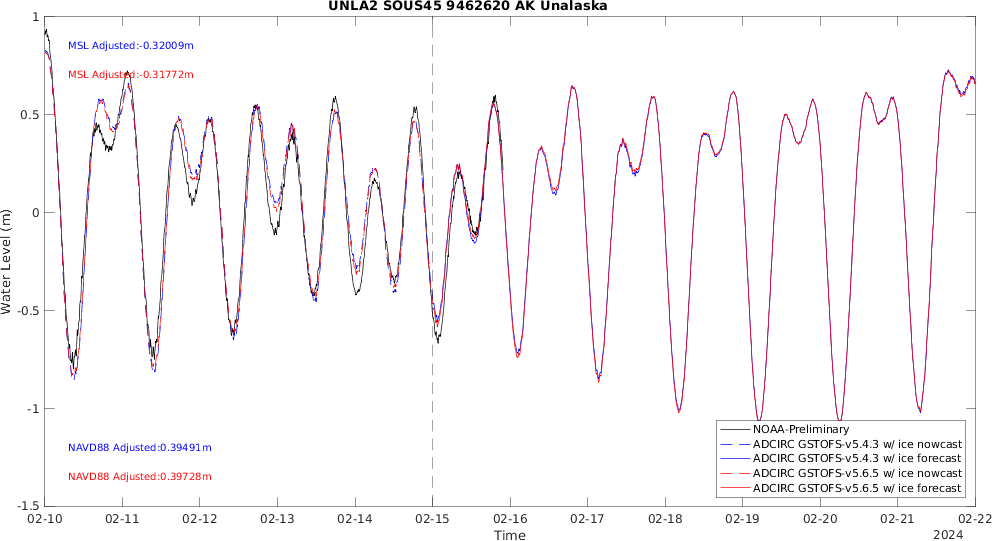 UNLA2 SOUS45 9462620 AK Unalaska
1
MSL Adjusted:-0.32009m
MSL Adjusted:-0.31772m
0.5
0
Water Level (m)
-0.5
-1
NOAA-Preliminary
NAVD88 Adjusted:0.39491m
ADCIRC GSTOFS-v5.4.3 w/ ice nowcast
ADCIRC GSTOFS-v5.4.3 w/ ice forecast
NAVD88 Adjusted:0.39728m
ADCIRC GSTOFS-v5.6.5 w/ ice nowcast
ADCIRC GSTOFS-v5.6.5 w/ ice forecast
-1.5
02-10 02-11 02-12 02-13 02-14 02-15 02-16 02-17 02-18 02-19 02-20 02-21 02-22
Time
2024